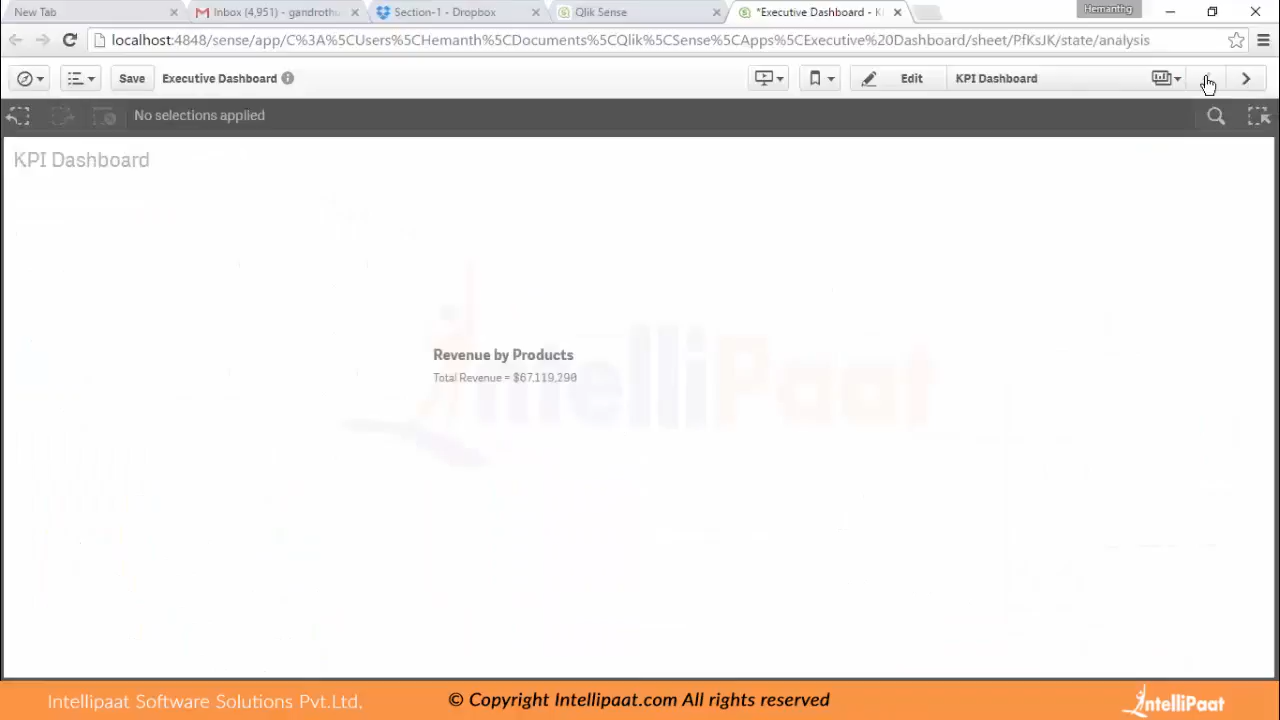 New Tab
Inbox (4,951) - gandrothu
Section-1 - Dropbox
Qlik Sense
*Executive Dashboard - K
Hemanthg
localhost:4848/sense/app/C%3A%5CUsers%5CHemanth%5CDocuments%5CQlik%5CSense%5CApps%5CExecutive%20Dashboard/sheet/PfKsJK/state/analysis
Save
Executive Dashboard
Edit
KPI Dashboard
No selections applied
KPI Dashboard
Revenue by Products
Total Revenue = $67,119,290
IntelliPaat
Intellipaat Software Solutions Pvt.Ltd.
© Copyright Intellipaat.com All rights reserved
IntelliPaat